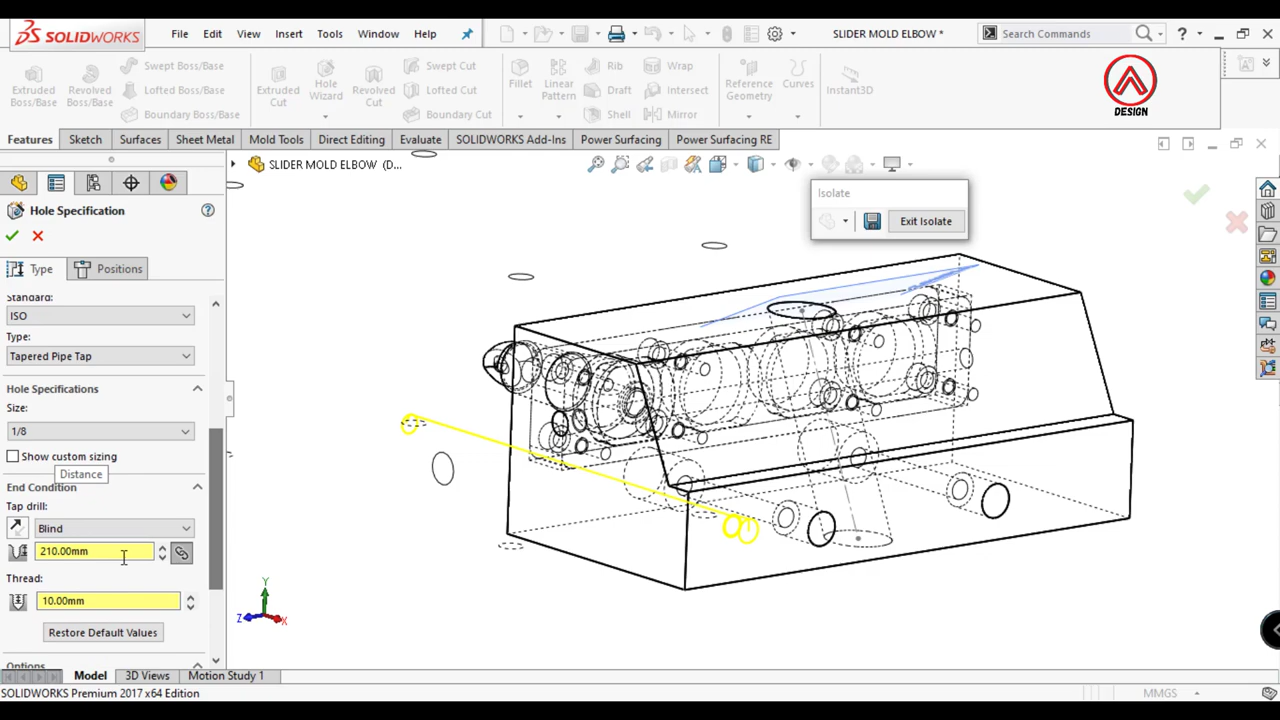 SOLIDWORKS
File Edit View Insert Tools Window Help
SLIDER MOLD ELBOW *
Search Commands
Extruded Boss/Base
Revolved Boss/Base
Swept Boss/Base
Lofted Boss/Base
Boundary Boss/Base
Extruded Cut
Hole Wizard
Revolved Cut
Swept Cut
Lofted Cut
Boundary Cut
Fillet
Linear Pattern
Rib
Draft
Shell
Wrap
Intersect
Mirror
Reference Geometry
Curves
Instant3D
DESIGN
Features Sketch Surfaces Sheet Metal Mold Tools Direct Editing Evaluate SOLIDWORKS Add-Ins Power Surfacing Power Surfacing RE
SLIDER MOLD ELBOW (D...
Isolate
Exit Isolate
Hole Specification
Type
Positions
Standard:
ISO
Type:
Tapered Pipe Tap
Hole Specifications
Size:
1/8
Show custom sizing
Distance
End Condition
Tap drill:
Blind
210.00mm
Thread:
10.00mm
Restore Default Values
Options
Y
Z
X
Model 3D Views Motion Study 1
SOLIDWORKS Premium 2017 x64 Edition
MMGS